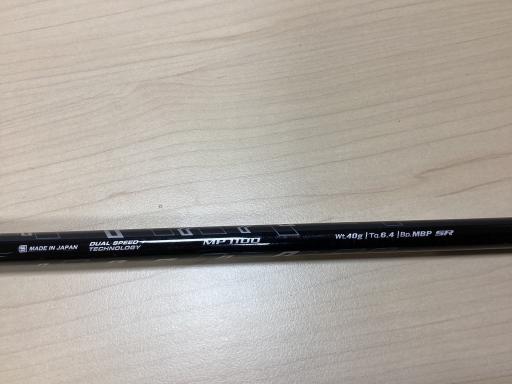 MADE IN JAPAN
DUAL SPEED
TECHNOLOGY
MP1100
Wt.40g | Tq.6.4 | Bp.MBP SR